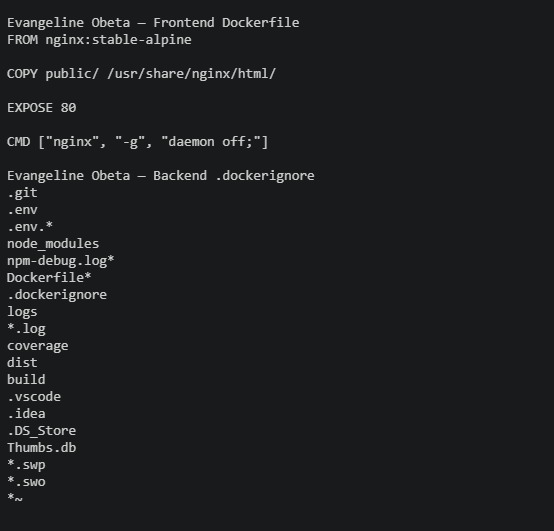 Evangeline Obeta — Frontend Dockerfile
FROM nginx:stable-alpine
COPY public/ /usr/share/nginx/html/
EXPOSE 80
CMD ["nginx", "-g", "daemon off;"]
Evangeline Obeta — Backend .dockerignore
.git
.env
.env.*
node_modules
npm-debug.log*
Dockerfile*
.dockerignore
logs
*.log
coverage
dist
build
.vscode
.idea
.DS_Store
Thumbs.db
*.swp
*.swo
*~